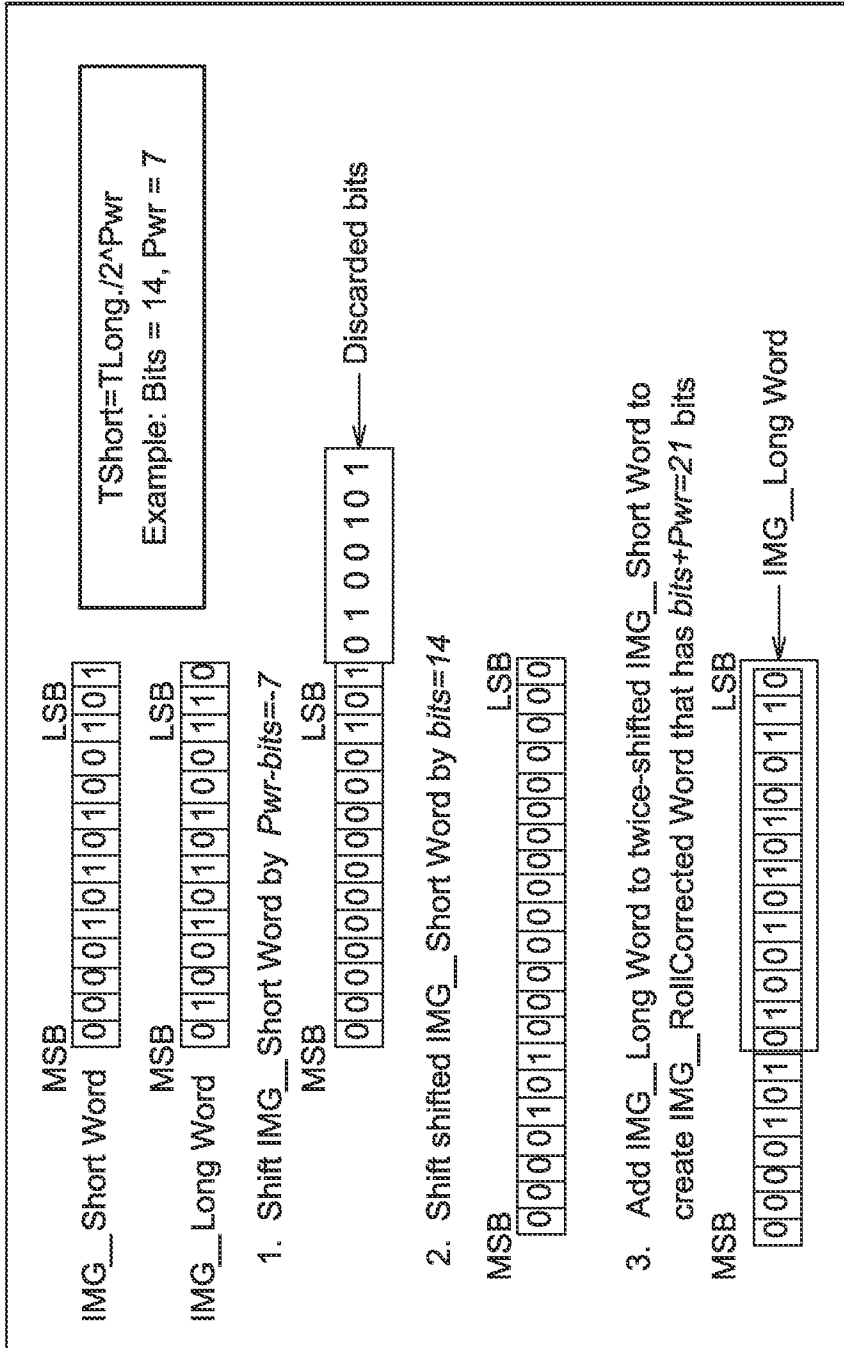 TShort=TLong./2^Pwr
Example: Bits = 14, Pwr = 7
MSB LSB
IMG_Short Word 0 0 0 0 1 0 1 0 1 0 0 1 0 1
MSB LSB
IMG_Long Word 0 1 0 0 1 0 1 0 1 0 0 1 1 0
1. Shift IMG_Short Word by Pwr-bits=-7
MSB LSB
0 0 0 0 0 0 0 0 0 0 0 1 0 1 0 1 0 0 1 0 1 Discarded bits
2. Shift shifted IMG_Short Word by bits=14
MSB LSB
0 0 0 0 1 0 1 0 0 0 0 0 0 0 0 0 0 0 0 0 0
3. Add IMG_Long Word to twice-shifted IMG_Short Word to
create IMG_RollCorrected Word that has bits+Pwr=21 bits
MSB LSB
0 0 0 0 1 0 1 0 1 0 0 1 0 1 0 1 0 0 1 1 0 IMG_Long Word